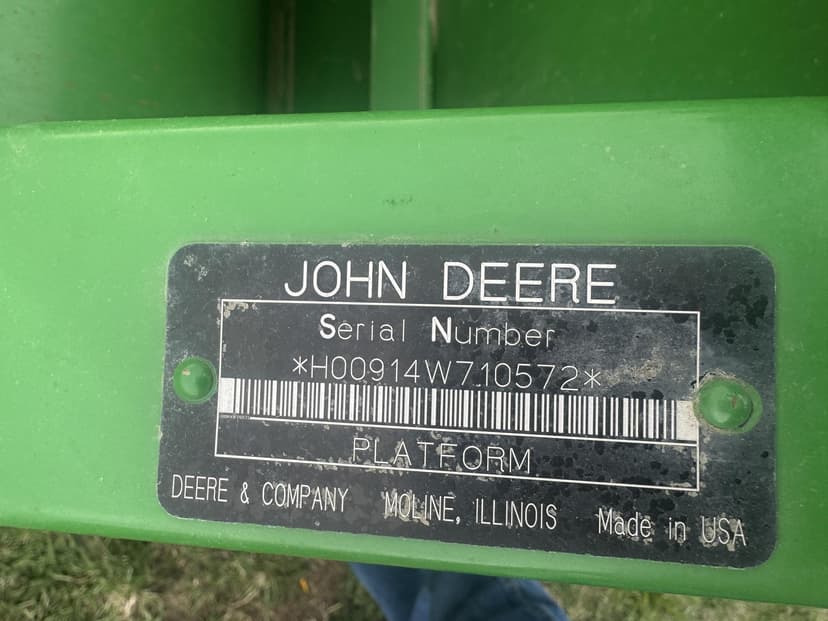 JOHN DEERE
Serial Number
*H00914W710572*
PLATFORM
DEERE & COMPANY MOLINE, ILLINOIS Made in USA